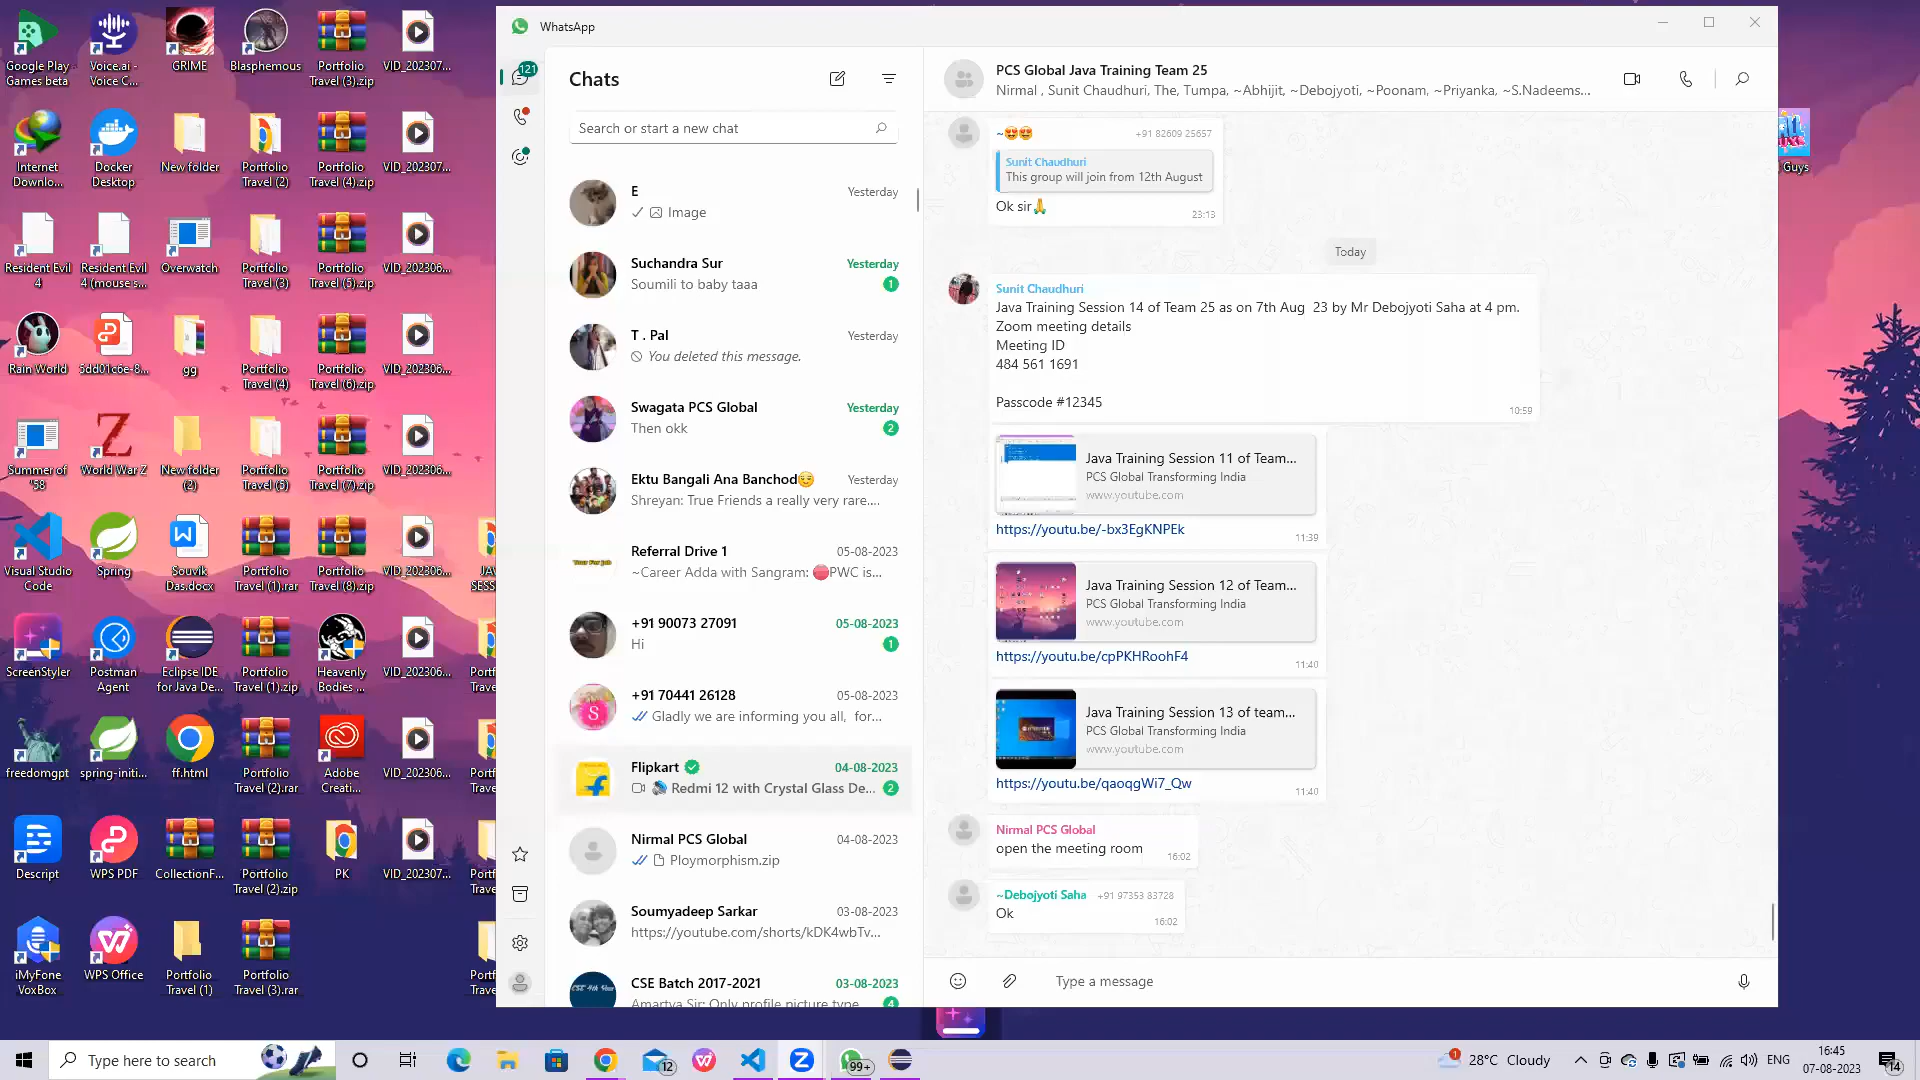 Google Play
Games beta
Voice.ai -
Voice C...
GRIME
Blasphemous
Portfolio
Travel (3).zip
VID_202307...
Internet
Downlo...
Docker
Desktop
New folder
Portfolio
Travel (2)
Portfolio
Travel (4).zip
VID_202307...
Resident Evil
4
Resident Evil
4 (mouse s...
Overwatch
Portfolio
Travel (3)
Portfolio
Travel (5).zip
VID_202306...
Rain World
5dd01c6e-8...
gg
Portfolio
Travel (4)
Portfolio
Travel (6).zip
VID_202306...
Summer of
'58
World War Z
New folder
(2)
Portfolio
Travel (5)
Portfolio
Travel (7).zip
VID_202306...
Visual Studio
Code
Spring
Souvik
Das.docx
Portfolio
Travel (1).rar
Portfolio
Travel (8).zip
VID_202306...
JA
SESS
ScreenStyler
Postman
Agent
Eclipse IDE
for Java De...
Portfolio
Travel (1).zip
Heavenly
Bodies ...
VID_202306...
Portf
Trave
freedomgpt
spring-initi...
ff.html
Portfolio
Travel (2).rar
Adobe
Creati...
VID_202306...
Portf
Trave
Descript
WPS PDF
CollectionF...
Portfolio
Travel (2).zip
PK
VID_202307...
Portf
Trave
iMyFone
VoxBox
WPS Office
Portfolio
Travel (1)
Portfolio
Travel (3).rar
Portf
Trave
Guys
WhatsApp
121
Chats
Search or start a new chat
E
Yesterday
Image
Suchandra Sur
Yesterday
Soumili to baby taaa
1
T . Pal
Yesterday
You deleted this message.
Swagata PCS Global
Yesterday
Then okk
2
Ektu Bangali Ana Banchod😌
Yesterday
Shreyan: True Friends a really very rare....
Referral Drive 1
05-08-2023
~Career Adda with Sangram: 🔴PWC is...
+91 90073 27091
05-08-2023
Hi
1
S
+91 70441 26128
05-08-2023
Gladly we are informing you all, for...
Flipkart
04-08-2023
Redmi 12 with Crystal Glass De...
2
Nirmal PCS Global
04-08-2023
Ploymorphism.zip
Soumyadeep Sarkar
03-08-2023
https://youtube.com/shorts/kDK4wbTv...
CSE Batch 2017-2021
03-08-2023
Amartya Sir: Only profile picture type...
4
PCS Global Java Training Team 25
Nirmal , Sunit Chaudhuri, The, Tumpa, ~Abhijit, ~Debojyoti, ~Poonam, ~Priyanka, ~S.Nadeems...
~😍😍
+91 82609 25657
Sunit Chaudhuri
This group will join from 12th August
Ok sir🙏
23:13
Today
Sunit Chaudhuri
Java Training Session 14 of Team 25 as on 7th Aug 23 by Mr Debojyoti Saha at 4 pm.
Zoom meeting details
Meeting ID
484 561 1691
Passcode #12345
10:59
Java Training Session 11 of Team...
PCS Global Transforming India
www.youtube.com
https://youtu.be/-bx3EgKNPEk
11:39
Java Training Session 12 of Team...
PCS Global Transforming India
www.youtube.com
https://youtu.be/cpPKHRoohF4
11:40
Java Training Session 13 of team...
PCS Global Transforming India
www.youtube.com
https://youtu.be/qaoqgWi7_Qw
11:40
Nirmal PCS Global
open the meeting room
16:02
~Debojyoti Saha
+91 97353 83728
Ok
16:02
Type a message
Type here to search
12
99+
1
28°C Cloudy
ENG
16:45
07-08-2023
14